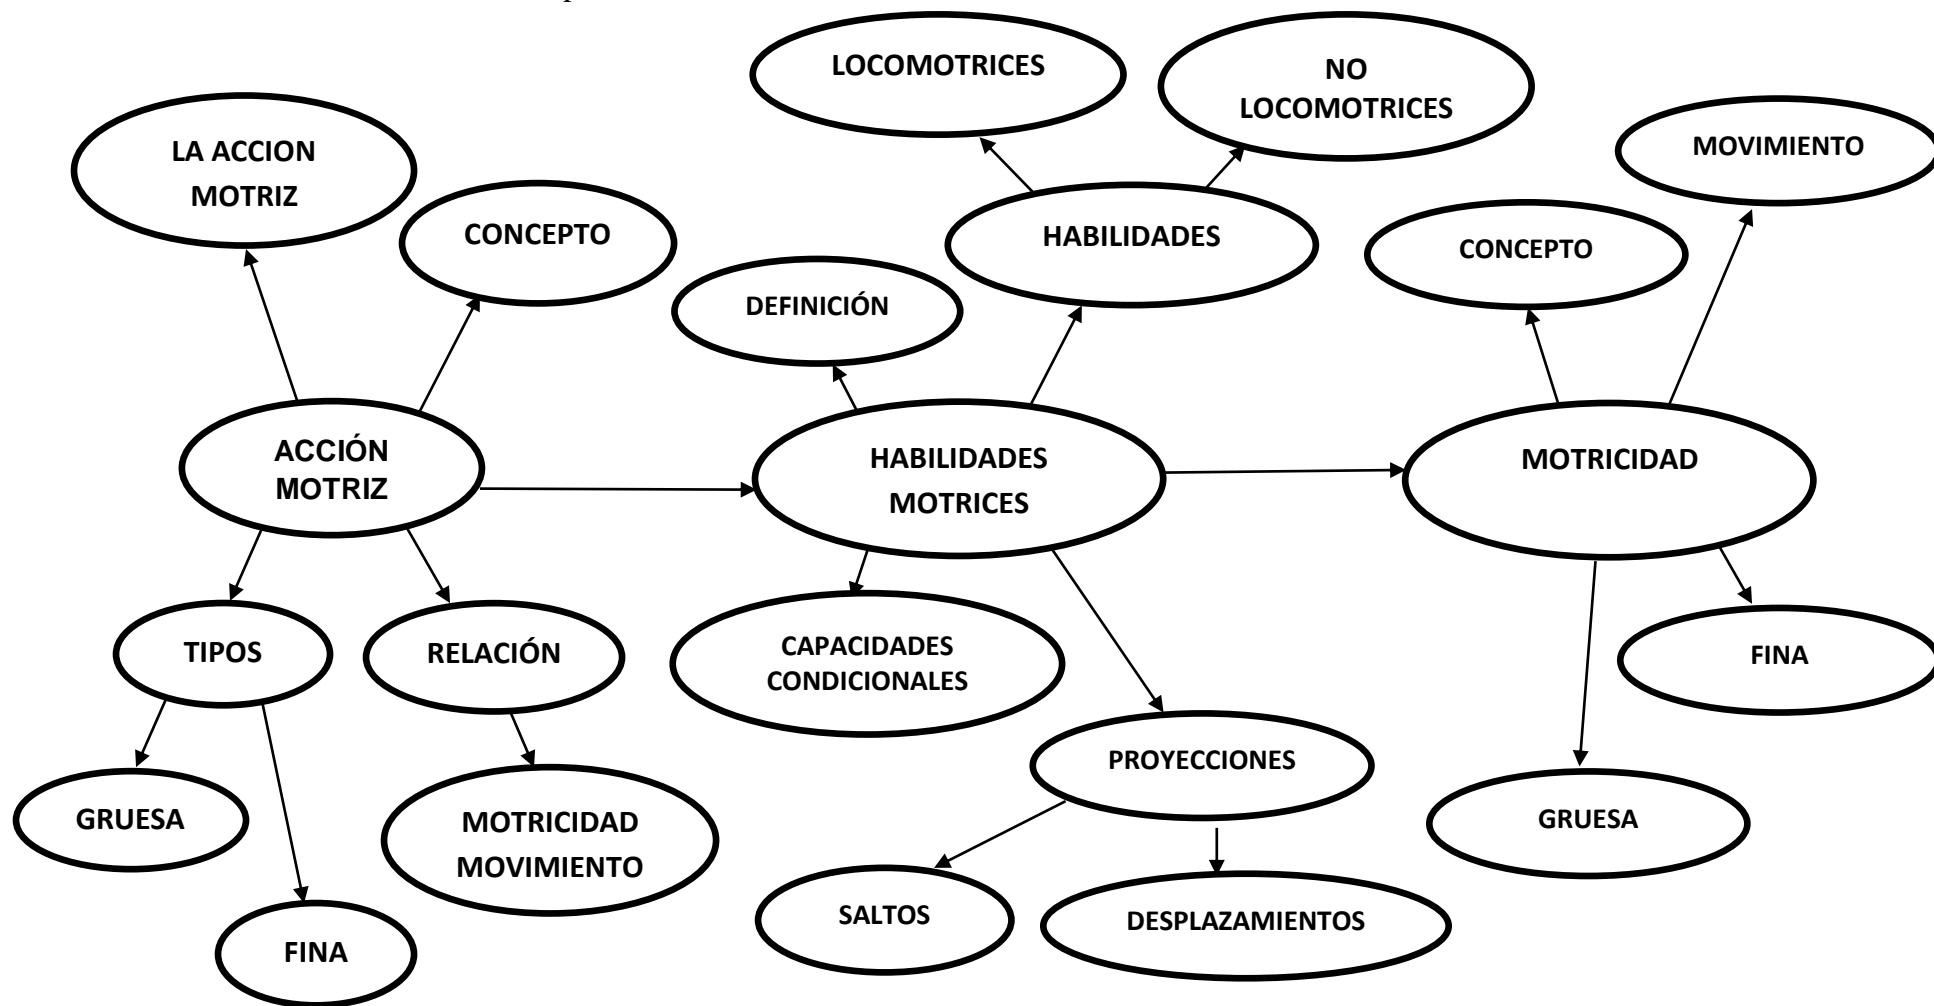 LOCOMOTRICES
NO
LOCOMOTRICES
LA ACCION
MOTRIZ
MOVIMIENTO
CONCEPTO
HABILIDADES
CONCEPTO
DEFINICIÓN
ACCIÓN
MOTRIZ
HABILIDADES
MOTRICES
MOTRICIDAD
TIPOS
RELACIÓN
CAPACIDADES
CONDICIONALES
FINA
PROYECCIONES
GRUESA
MOTRICIDAD
MOVIMIENTO
GRUESA
SALTOS
DESPLAZAMIENTOS
FINA